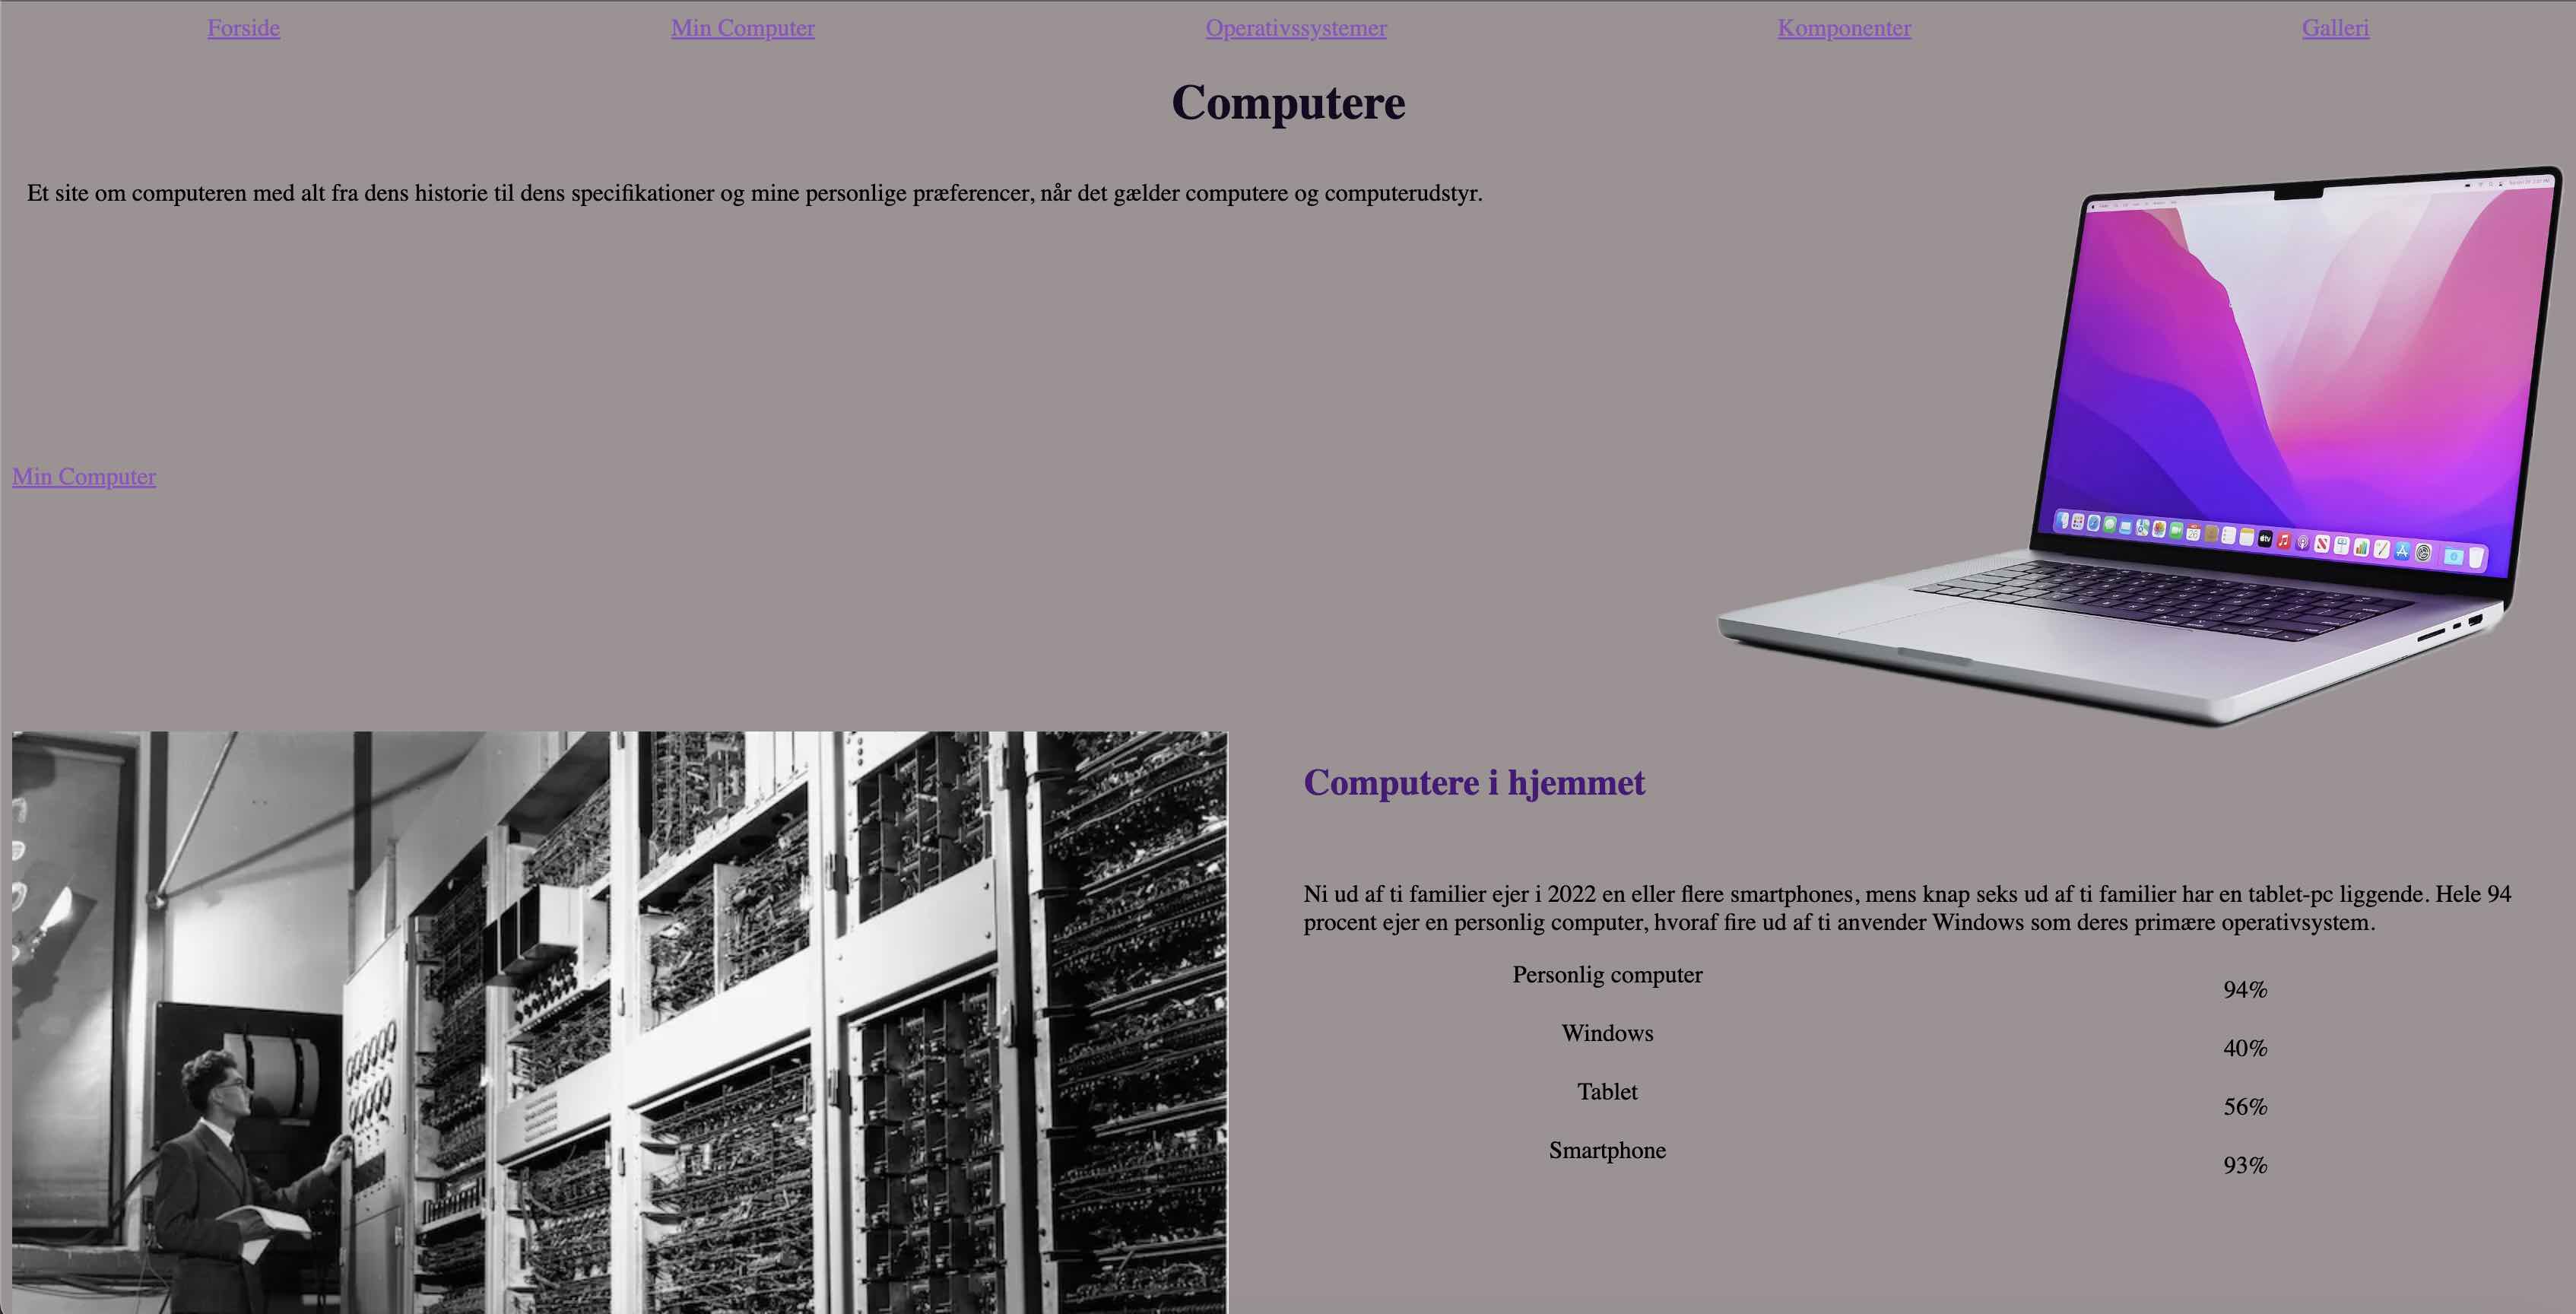 Forside
Min Computer
Operativssystemer
Komponenter
Galleri
Computere
Et site om computeren med alt fra dens historie til dens specifikationer og mine personlige præferencer, når det gælder computere og computerudstyr.
Min Computer
Computere i hjemmet
Ni ud af ti familier ejer i 2022 en eller flere smartphones, mens knap seks ud af ti familier har en tablet-pc liggende. Hele 94
procent ejer en personlig computer, hvoraf fire ud af ti anvender Windows som deres primære operativsystem.
Personlig computer
94%
Windows
40%
Tablet
56%
Smartphone
93%